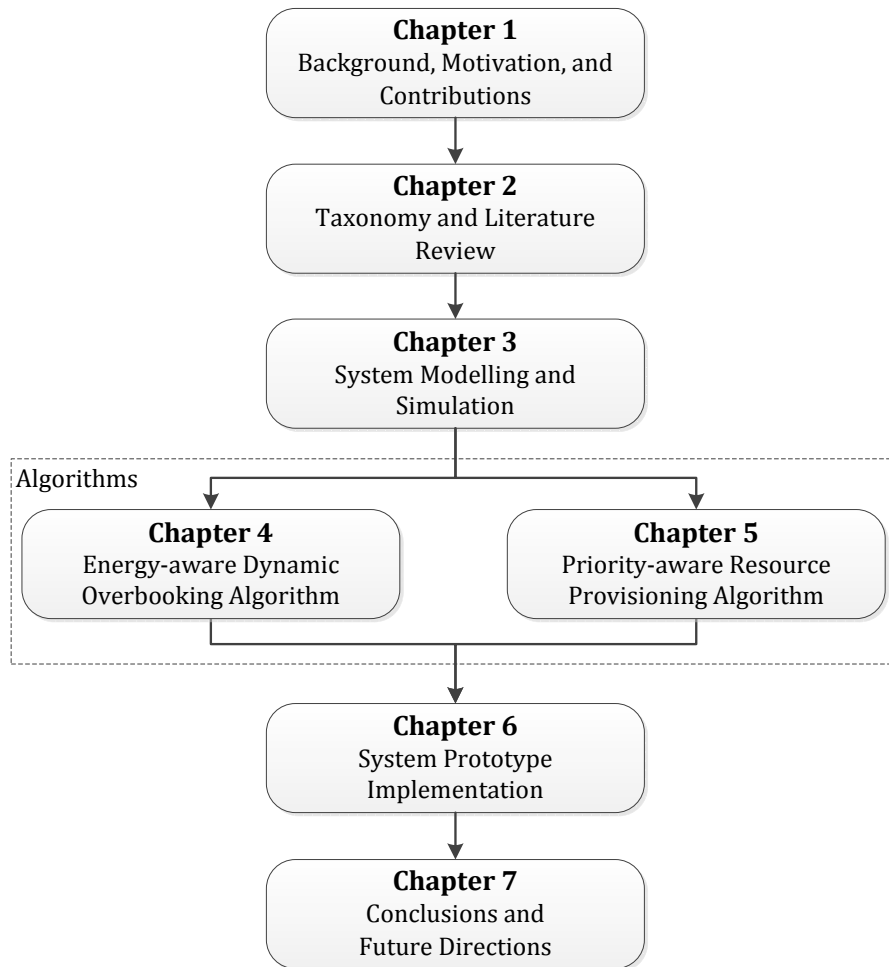 Chapter 1
Background, Motivation, and
Contributions
Chapter 2
Taxonomy and Literature
Review
Chapter 3
System Modelling and
Simulation
Algorithms
Chapter 4
Energy-aware Dynamic
Overbooking Algorithm
Chapter 5
Priority-aware Resource
Provisioning Algorithm
Chapter 6
System Prototype
Implementation
Chapter 7
Conclusions and
Future Directions